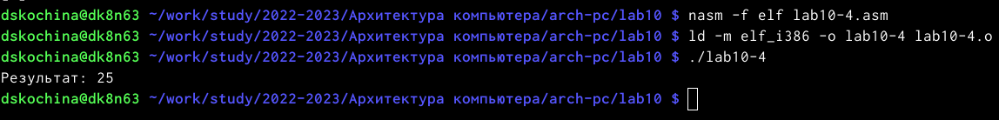 dskochina@dk8n63 ~/work/study/2022-2023/Архитектура компьютера/arch-pc/lab10 $ nasm -f elf lab10-4.asm
dskochina@dk8n63 ~/work/study/2022-2023/Архитектура компьютера/arch-pc/lab10 $ ld -m elf_i386 -o lab10-4 lab10-4.o
dskochina@dk8n63 ~/work/study/2022-2023/Архитектура компьютера/arch-pc/lab10 $ ./lab10-4
Результат: 25
dskochina@dk8n63 ~/work/study/2022-2023/Архитектура компьютера/arch-pc/lab10 $